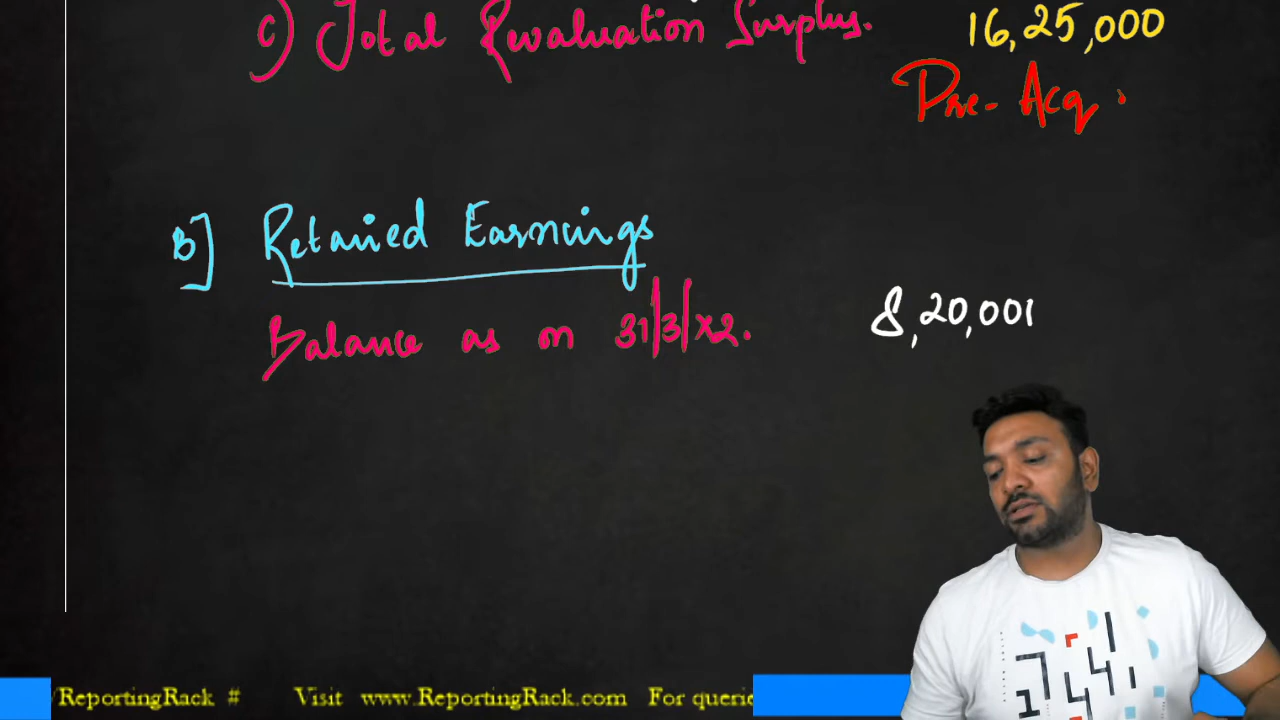 c) Total Revaluation Surplus. 16,25,000
Pre-Acq.
B] Retained Earnings
Balance as on 31/3/x2. 8,20,001
/ReportingRack # Visit www.ReportingRack.com For querie